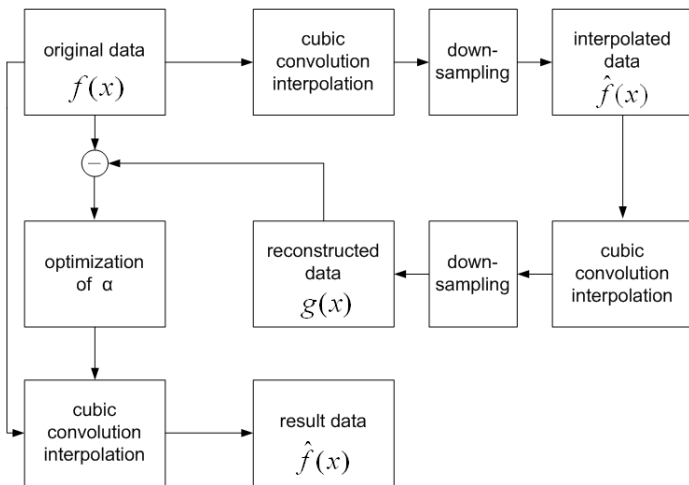 original data
f(x)
cubic
convolution
interpolation
down-
sampling
interpolated
data
f̂(x)
−
optimization
of α
reconstructed
data
g(x)
down-
sampling
cubic
convolution
interpolation
cubic
convolution
interpolation
result data
f̂(x)